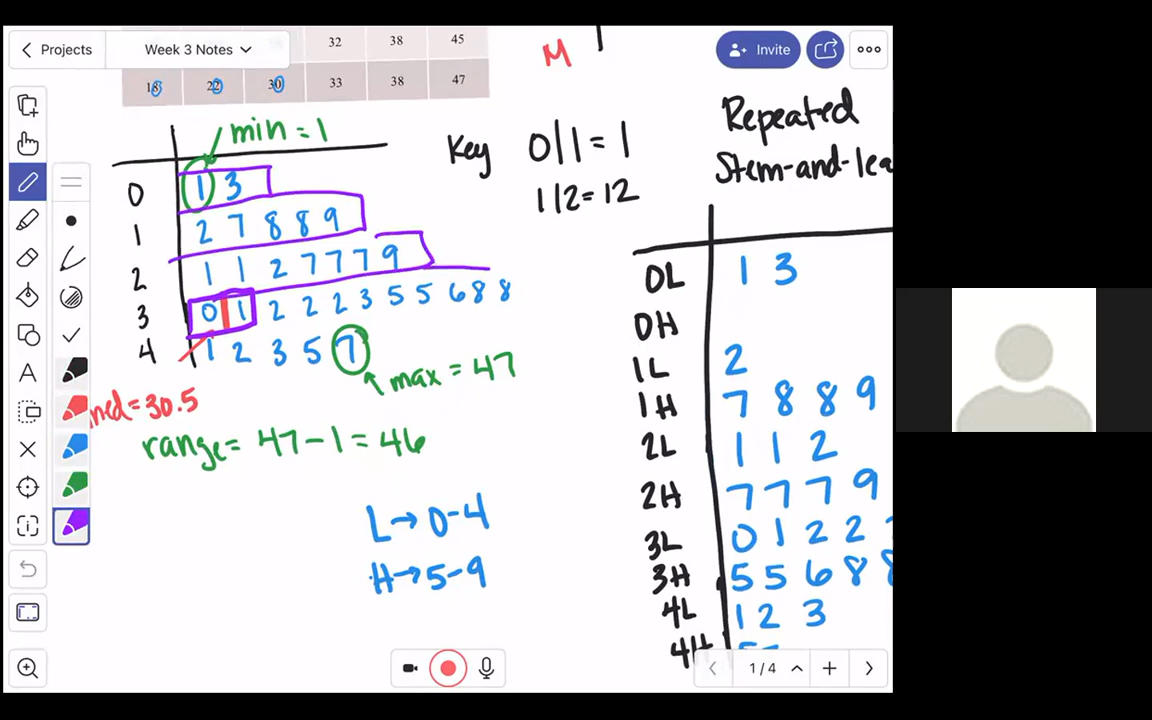 Projects
Week 3 Notes
Invite
32 38 45
18 22 30 33 38 47
M
min = 1
Key 0|1 = 1
1|2 = 12
Repeated
Stem-and-lea
0 1 3
1 2 7 8 8 9
2 1 1 2 7 7 7 9
3 0 1 2 2 2 3 5 5 6 8 8
4 1 2 3 5 7
max = 47
med = 30.5
range = 47-1 = 46
L → 0-4
H → 5-9
0L 1 3
0H
1L 2
1H 7 8 8 9
2L 1 1 2
2H 7 7 7 9
3L 0 1 2 2
3H 5 5 6 8 8
4L 1 2 3
4H
1/4
A